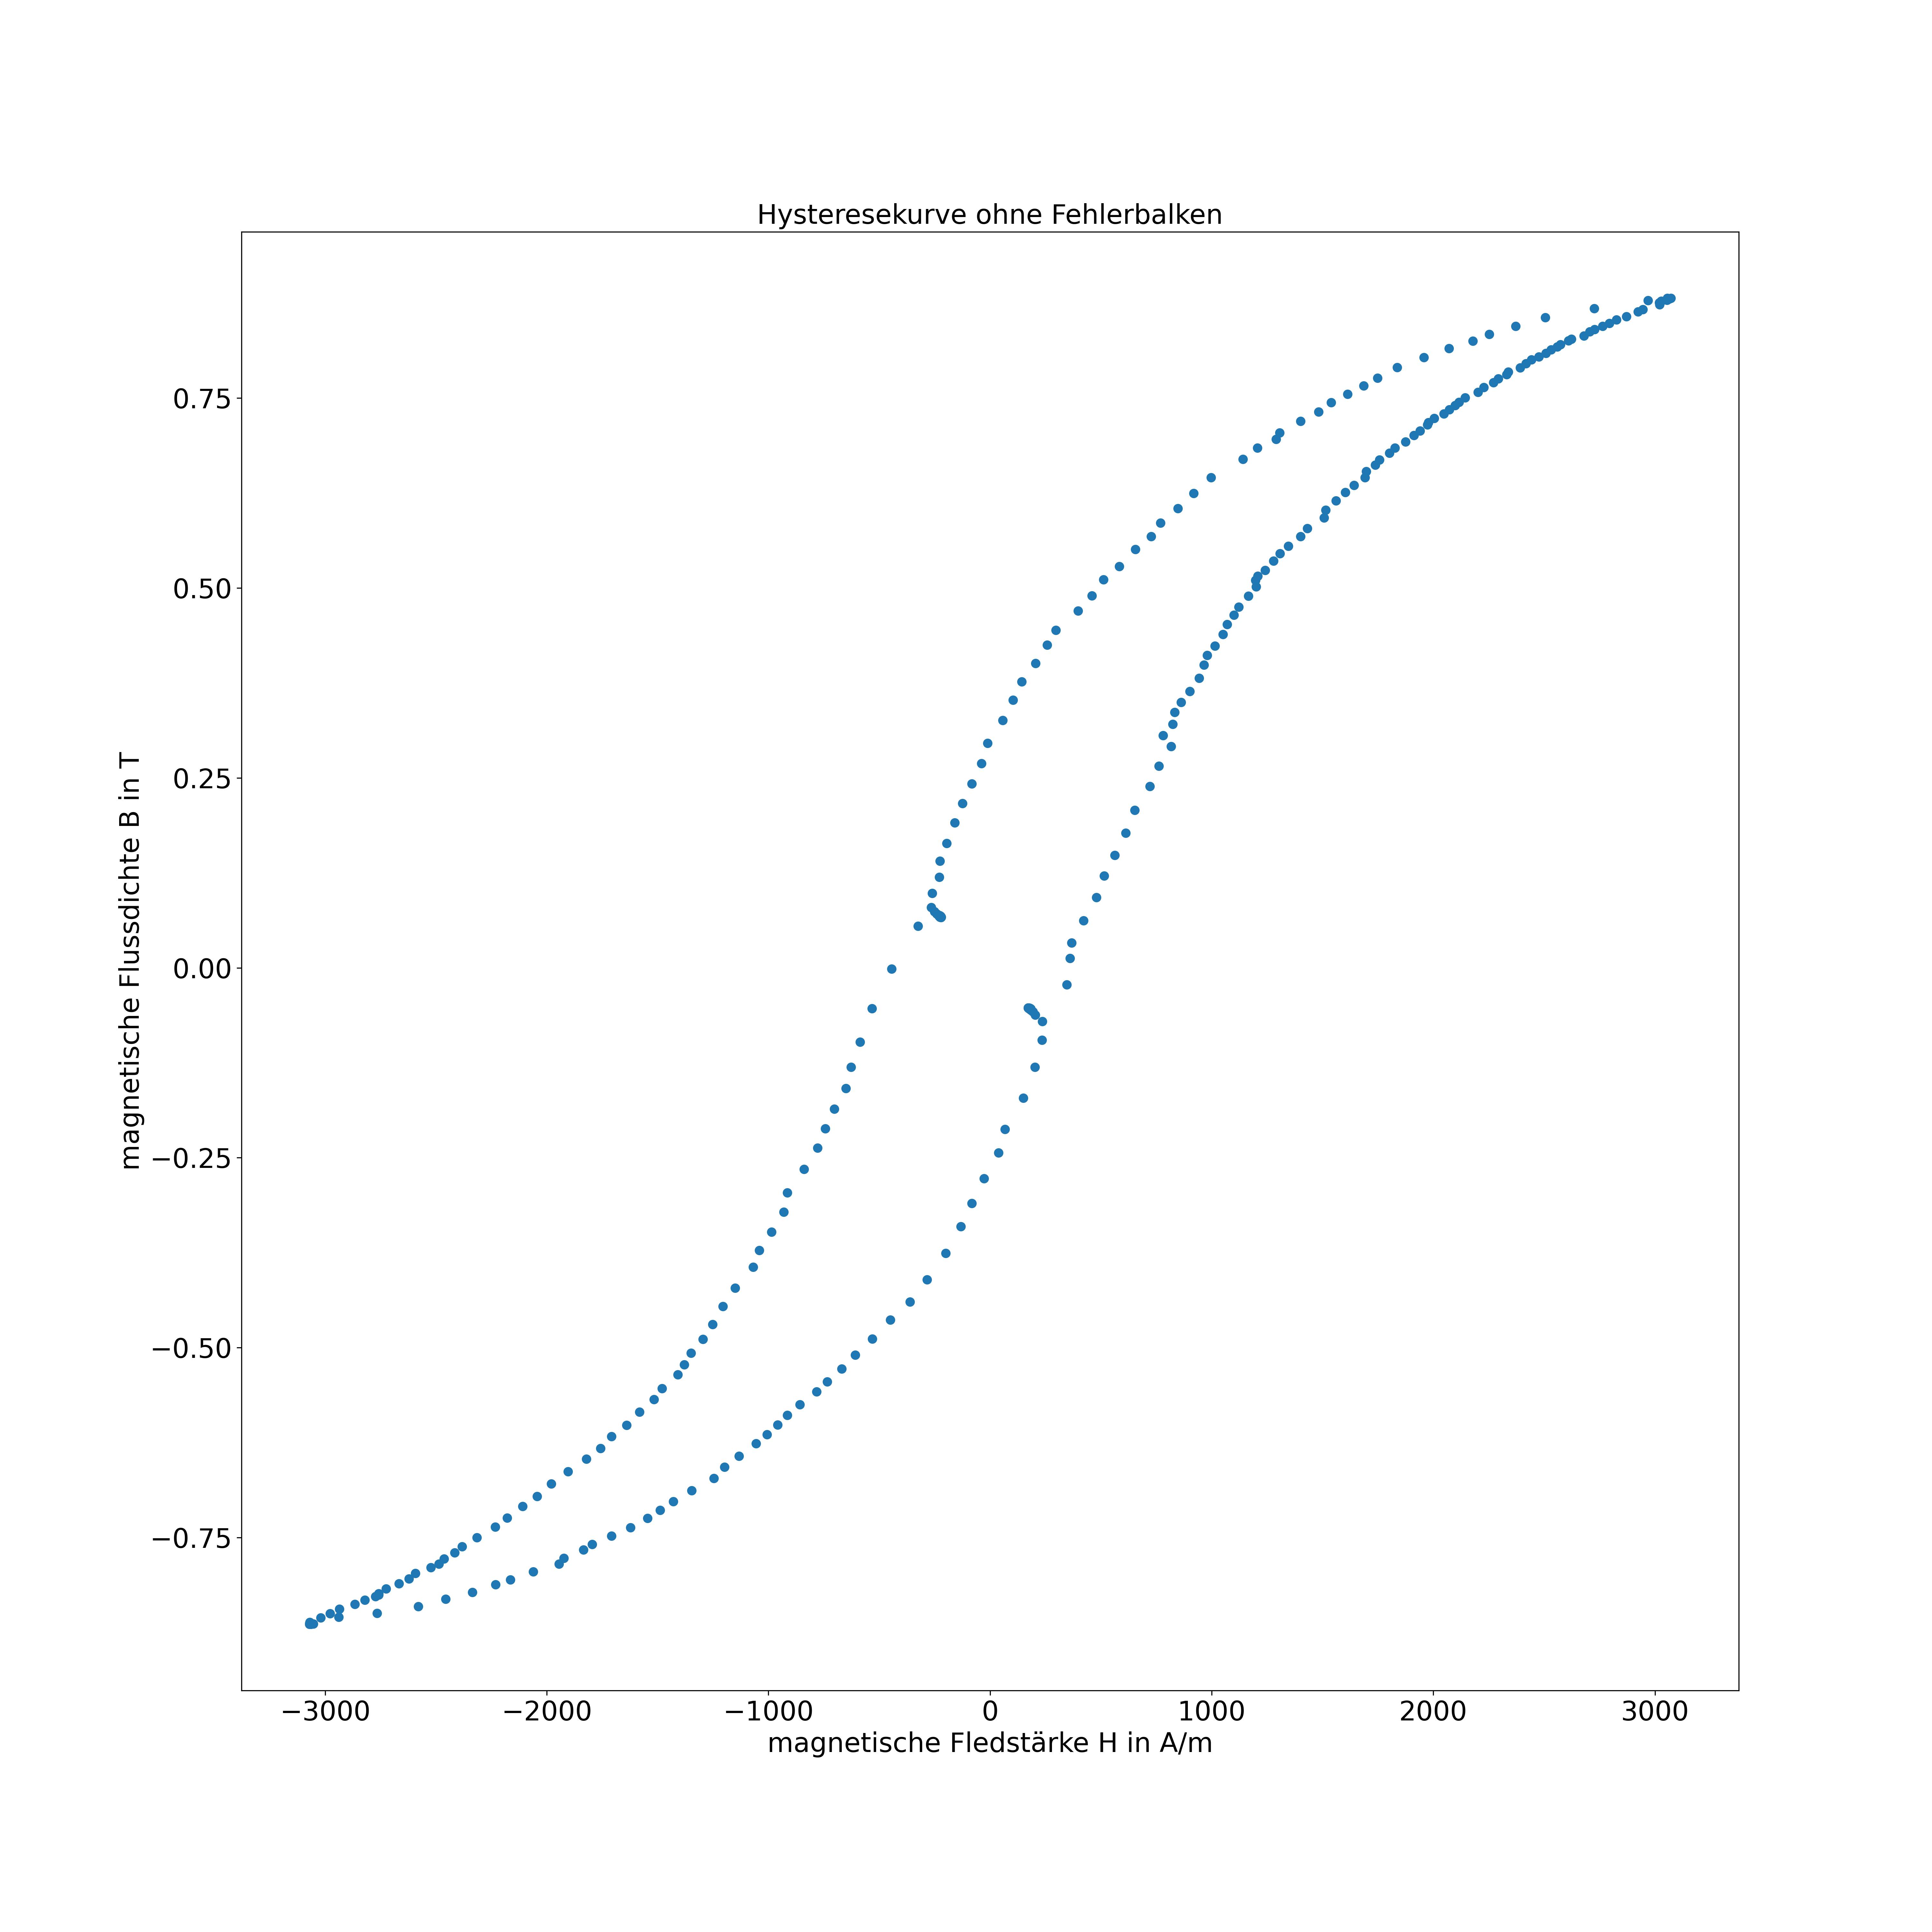 Hysteresekurve ohne Fehlerbalken
magnetische Flussdichte B in T
0.75
0.50
0.25
0.00
−0.25
−0.50
−0.75
−3000 −2000 −1000 0 1000 2000 3000
magnetische Fledstärke H in A/m